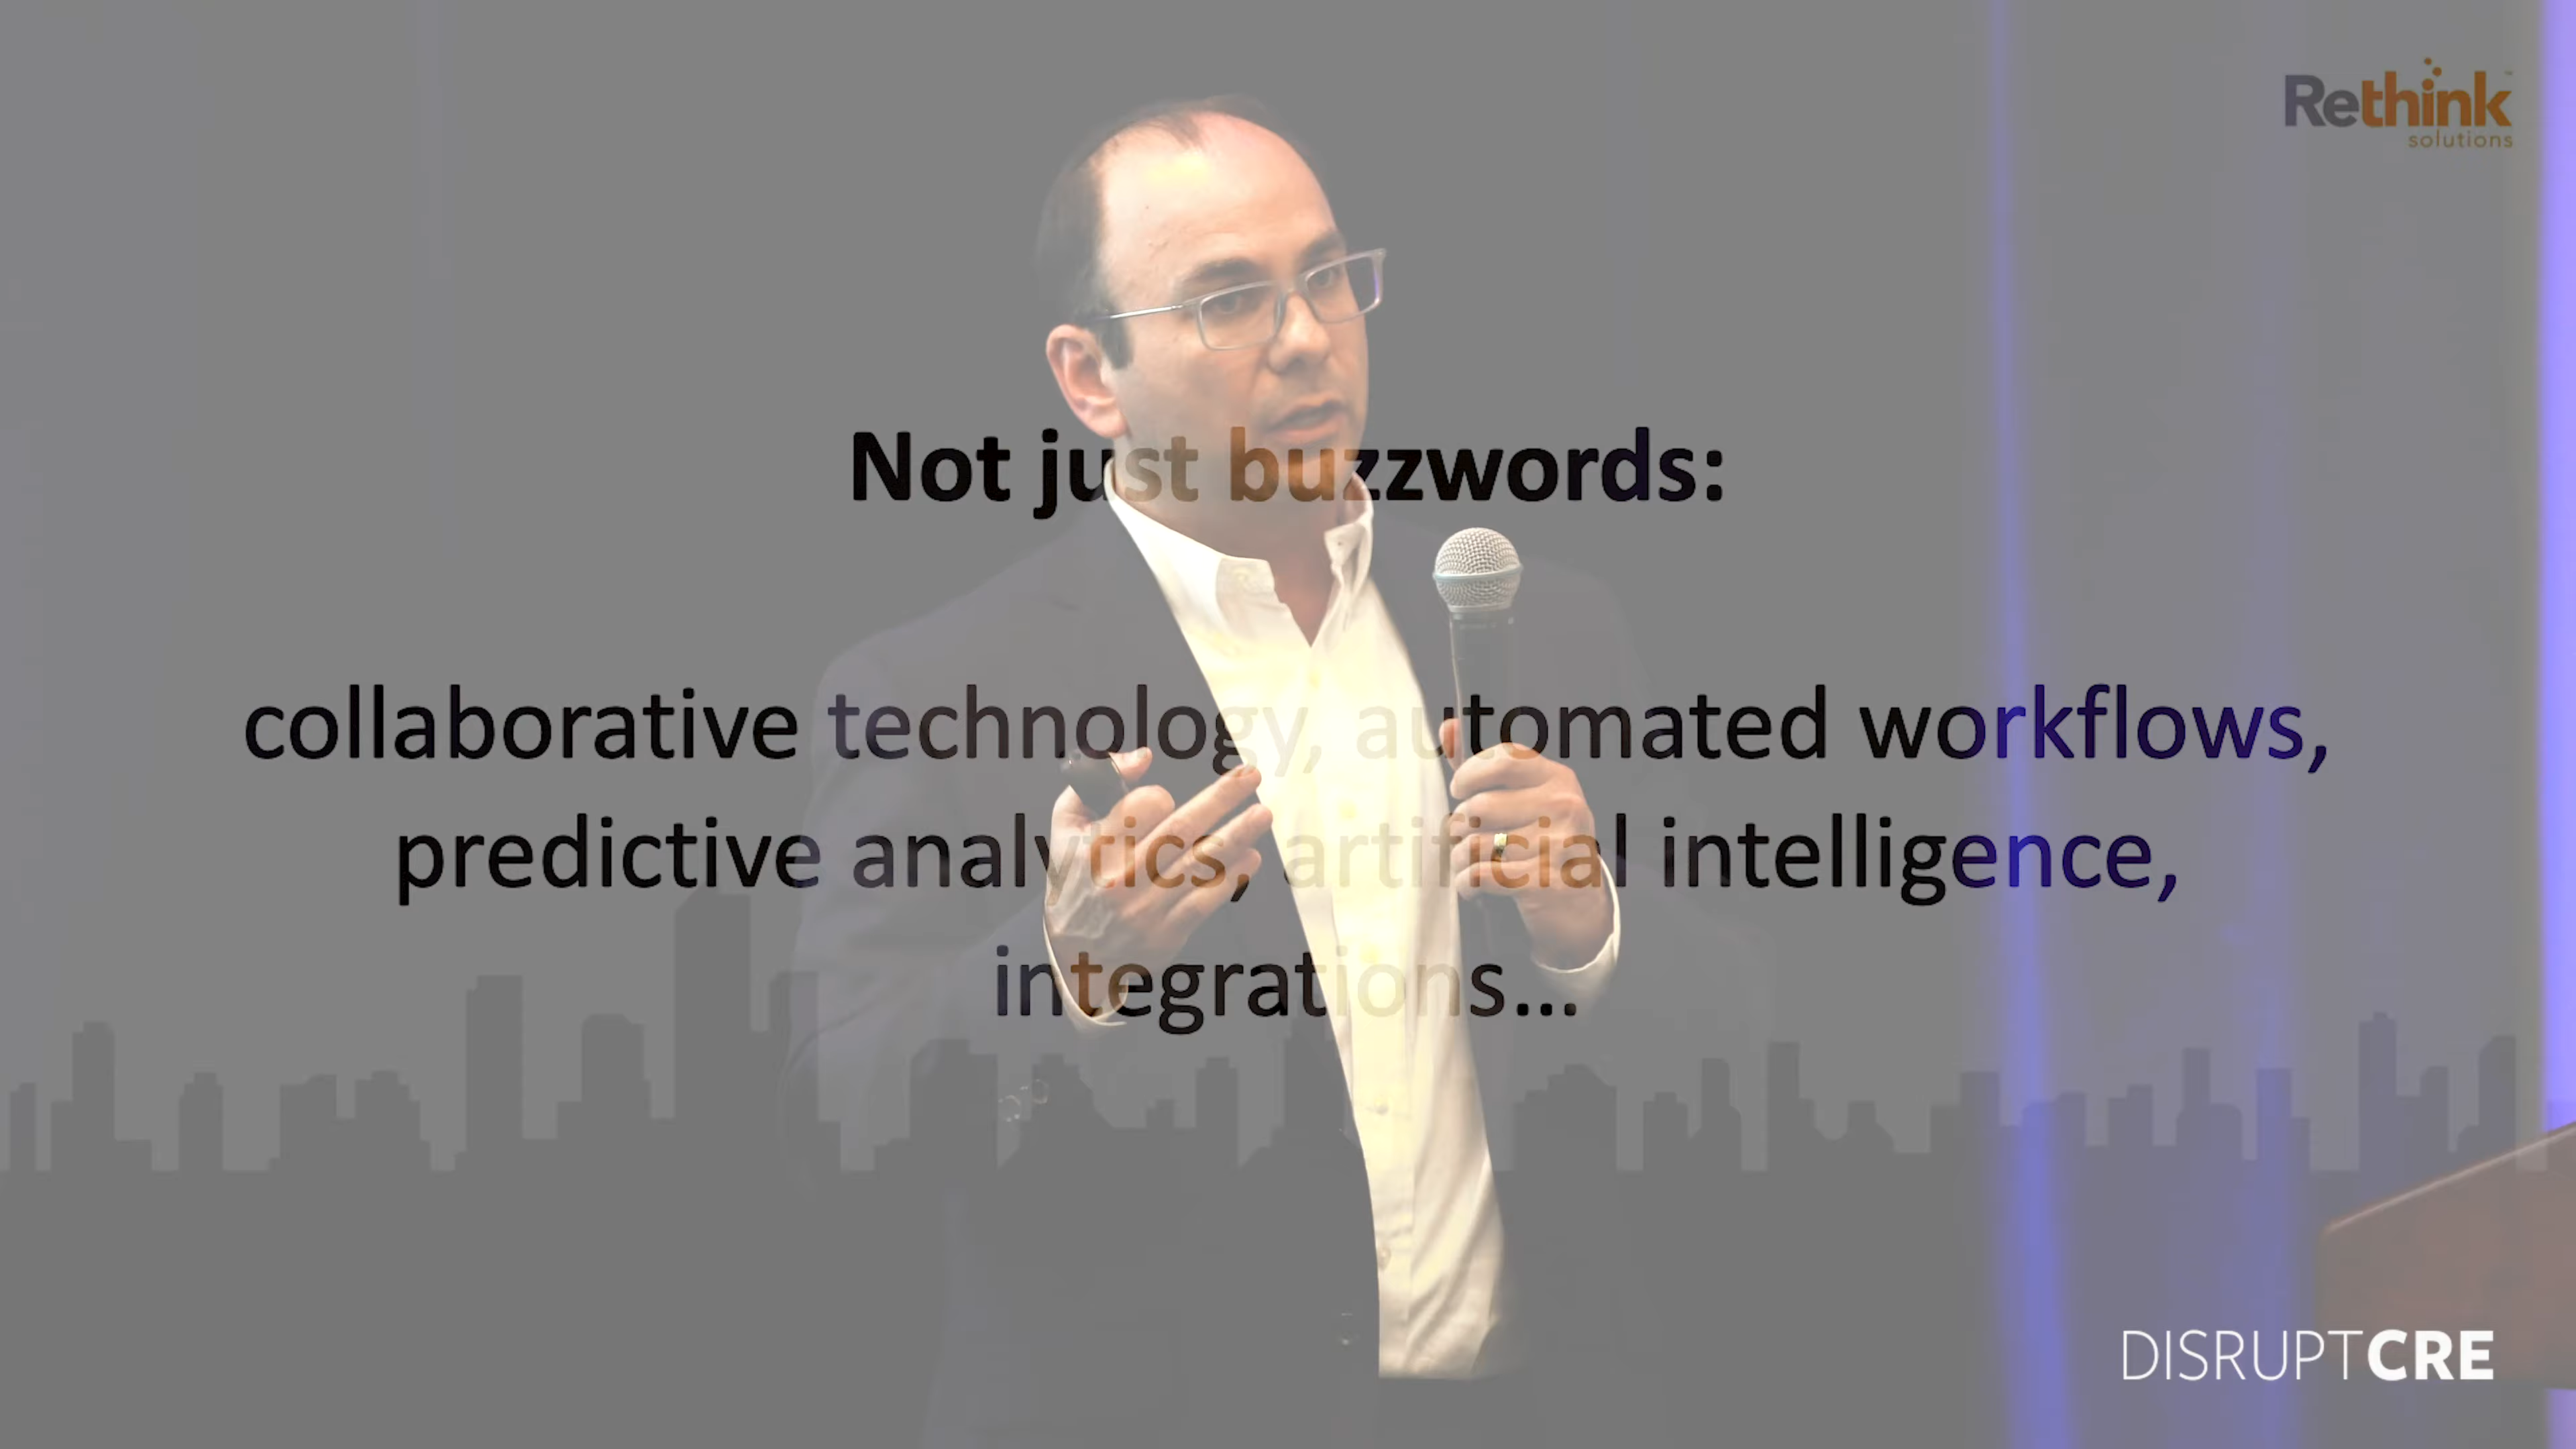 Rethink
solutions
Not just buzzwords:
collaborative technology, automated workflows,
predictive analytics, artificial intelligence,
integrations...
DISRUPTCRE